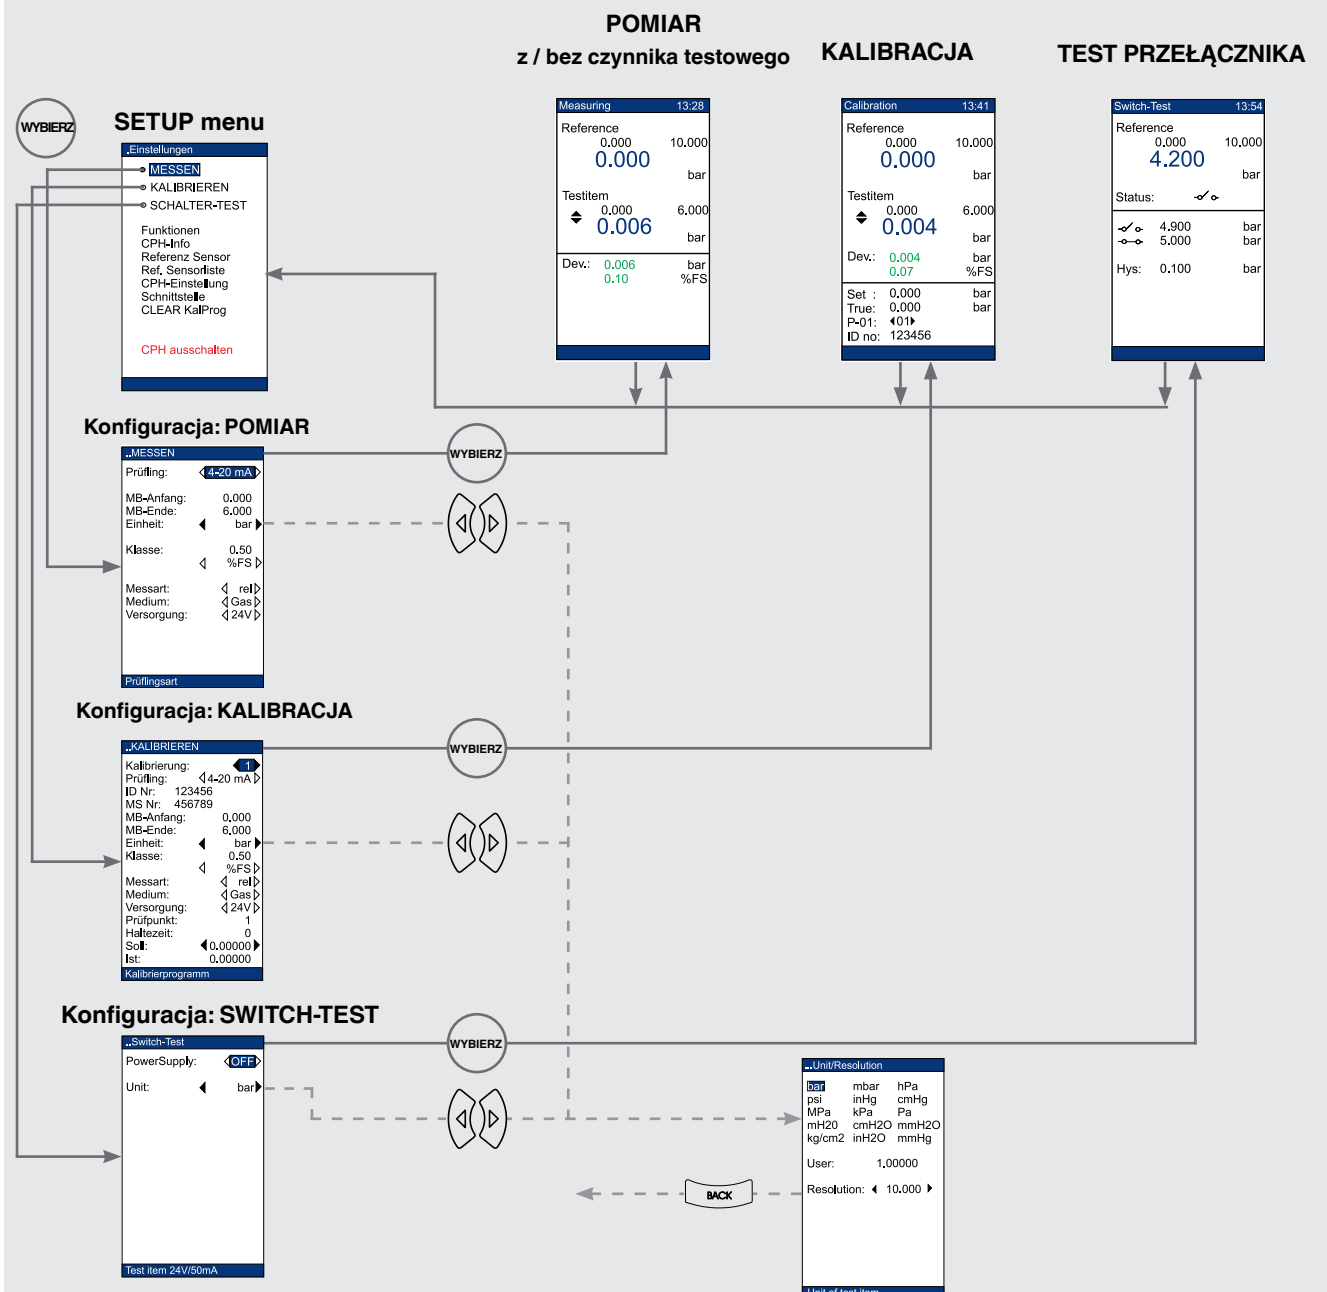 POMIAR
z / bez czynnika testowego
KALIBRACJA
TEST PRZEŁĄCZNIKA
WYBIERZ
SETUP menu
.Einstellungen
MESSEN
KALIBRIEREN
SCHALTER-TEST
Funktionen
CPH-Info
Referenz Sensor
Ref. Sensorliste
CPH-Einstellung
Schnittstelle
CLEAR KalProg
CPH ausschalten
Measuring 13:28
Reference
0.000 10.000
0.000
bar
Testitem
0.000 6.000
0.006
bar
Dev.: 0.006 bar
0.10 %FS
Calibration 13:41
Reference
0.000 10.000
0.000
bar
Testitem
0.000 6.000
0.004
bar
Dev.: 0.004 bar
0.07 %FS
Set : 0.000 bar
True: 0.000 bar
P-01: 01
ID no: 123456
Switch-Test 13:54
Reference
0.000 10.000
4.200
bar
Status:
4.900 bar
5.000 bar
Hys: 0.100 bar
Konfiguracja: POMIAR
..MESSEN
Prüfling: 4-20 mA
MB-Anfang: 0.000
MB-Ende: 6.000
Einheit: bar
Klasse: 0.50
%FS
Messart: rel
Medium: Gas
Versorgung: 24V
Prüflingsart
WYBIERZ
Konfiguracja: KALIBRACJA
..KALIBRIEREN
Kalibrierung: 1
Prüfling: 4-20 mA
ID Nr: 123456
MS Nr: 456789
MB-Anfang: 0.000
MB-Ende: 6.000
Einheit: bar
Klasse: 0.50
%FS
Messart: rel
Medium: Gas
Versorgung: 24V
Prüfpunkt: 1
Haltezeit: 0
Soll: 0.00000
Ist: 0.00000
Kalibrierprogramm
WYBIERZ
Konfiguracja: SWITCH-TEST
..Switch-Test
PowerSupply: OFF
Unit: bar
Test item 24V/50mA
WYBIERZ
...Unit/Resolution
bar mbar hPa
psi inHg cmHg
MPa kPa Pa
mH20 cmH2O mmH2O
kg/cm2 inH2O mmHg
User: 1.00000
Resolution: 10.000
Unit of test item
BACK